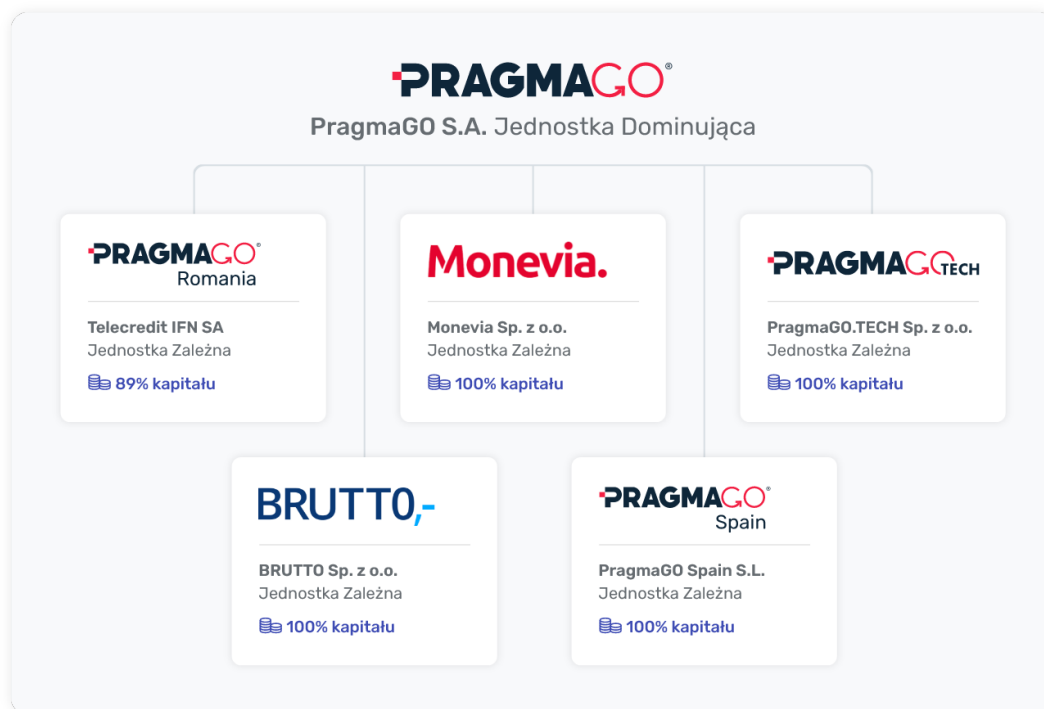 PRAGMAGO®
PragmaGO S.A. Jednostka Dominująca
PRAGMAGO®
Romania
Telecredit IFN SA
Jednostka Zależna
89% kapitału
Monevia.
Monevia Sp. z o.o.
Jednostka Zależna
100% kapitału
PRAGMAGO TECH
PragmaGO.TECH Sp. z o.o.
Jednostka Zależna
100% kapitału
BRUTTO,-
BRUTTO Sp. z o.o.
Jednostka Zależna
100% kapitału
PRAGMAGO®
Spain
PragmaGO Spain S.L.
Jednostka Zależna
100% kapitału